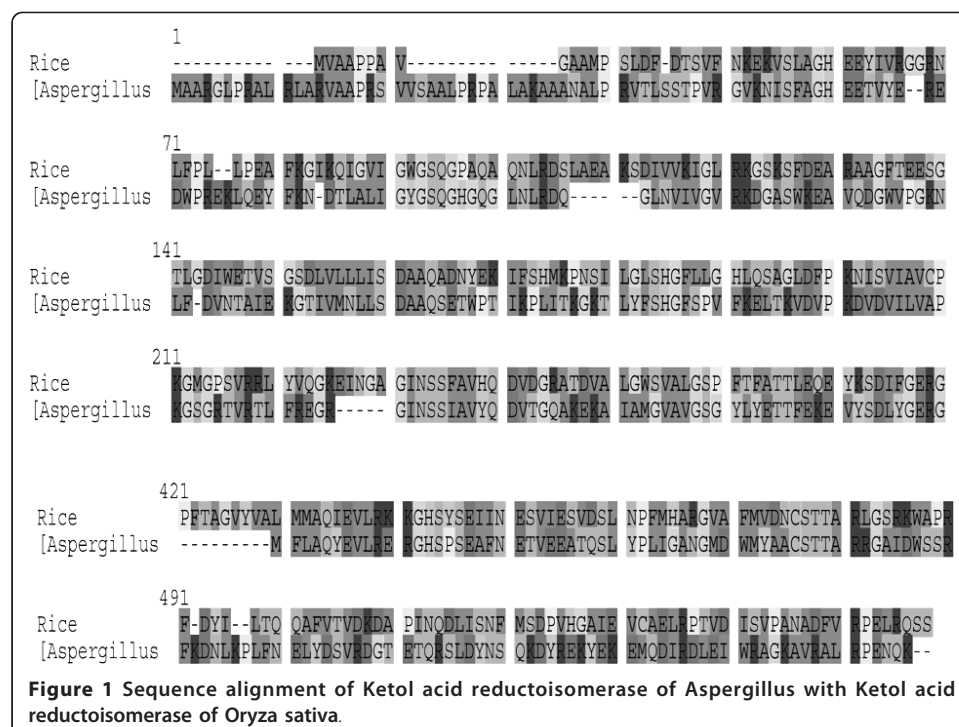 1
Rice ---------- ---MVAAPPA V--------- ----GAAMP SLDF-DTSVF NKEKVSLAGH EEYIVRGGRN
[Aspergillus MAARGLPRAL RLARVAAPRS VVSAALPRPA LAKAAANALP RVTLSSTPVR GVKNISFAGH EETVYE--RE
71
Rice LFPL--LPEA FKGIKQIGVI GWGSQGPAQA QNLRDSLAEA KSDIVVKIGL RKGSKSFDEA RAAGFTEESG
[Aspergillus DWPREKLQEY FKN-DTLALI GYGSQGHGQG LNLRDQ---- --GLNVIVGV RKDGASWKEA VQDGWVPGKN
141
Rice TLGDIWETVS GSDLVLLLIS DAAQADNYEK IFSHMKPNSI LGLSHGFLLG HLQSAGLDFP KNISVIAVCP
[Aspergillus LF-DVNTAIE KGTIVMNLLS DAAQSETWPT IKPLITKGKT LYFSHGFSPV FKELTKVDVP KDVDVILVAP
211
Rice KGMGPSVRRL YVQGKEINGA GINSSFAVHQ DVDGRATDVA LGWSVALGSP FTFATTLEQE YKSDIFGERG
[Aspergillus KGSGRTVRTL FREGR----- GINSSIAVYQ DVTGQAKEKA IAMGVAVGSG YLYETTFEKE VYSDLYGERG
421
Rice PFTAGVYVAL MMAQIEVLRK KGHSYSEIIN ESVIESVDSL NPFMHARGVA FMVDNCSTTA RLGSRKWAPR
[Aspergillus ---------M FLAQYEVLRE RGHSPSEAFN ETVEEATQSL YPLIGANGMD WMYAACSTTA RRGAIDWSSR
491
Rice F-DYI--LTQ QAFVTVDKDA PINQDLISNF MSDPVHGAIE VCAELRPTVD ISVPANADFV RPELRQSS
[Aspergillus FKDNLKPLFN ELYDSVRDGT ETQRSLDYNS QKDYREKYEK EMQDIRDLEI WRAGKAVRAL RPENQK--
Figure 1 Sequence alignment of Ketol acid reductoisomerase of Aspergillus with Ketol acid
reductoisomerase of Oryza sativa.